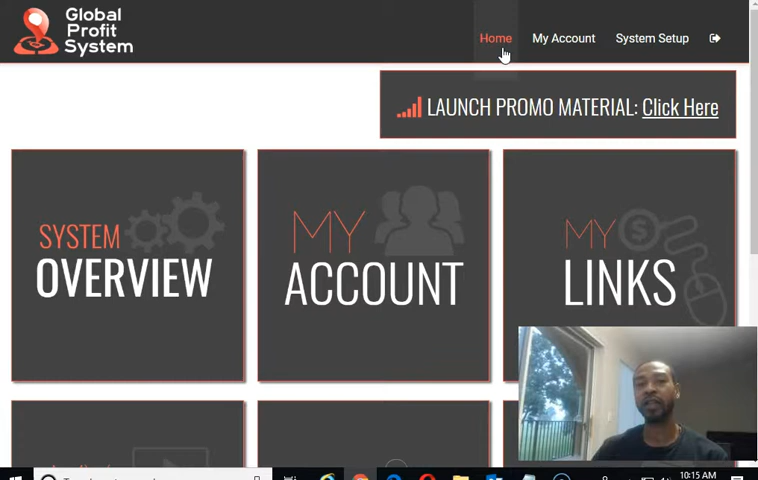 Global
Profit
System
Home
My Account
System Setup
LAUNCH PROMO MATERIAL: Click Here
SYSTEM
OVERVIEW
MY
ACCOUNT
MY
LINKS
10:15 AM